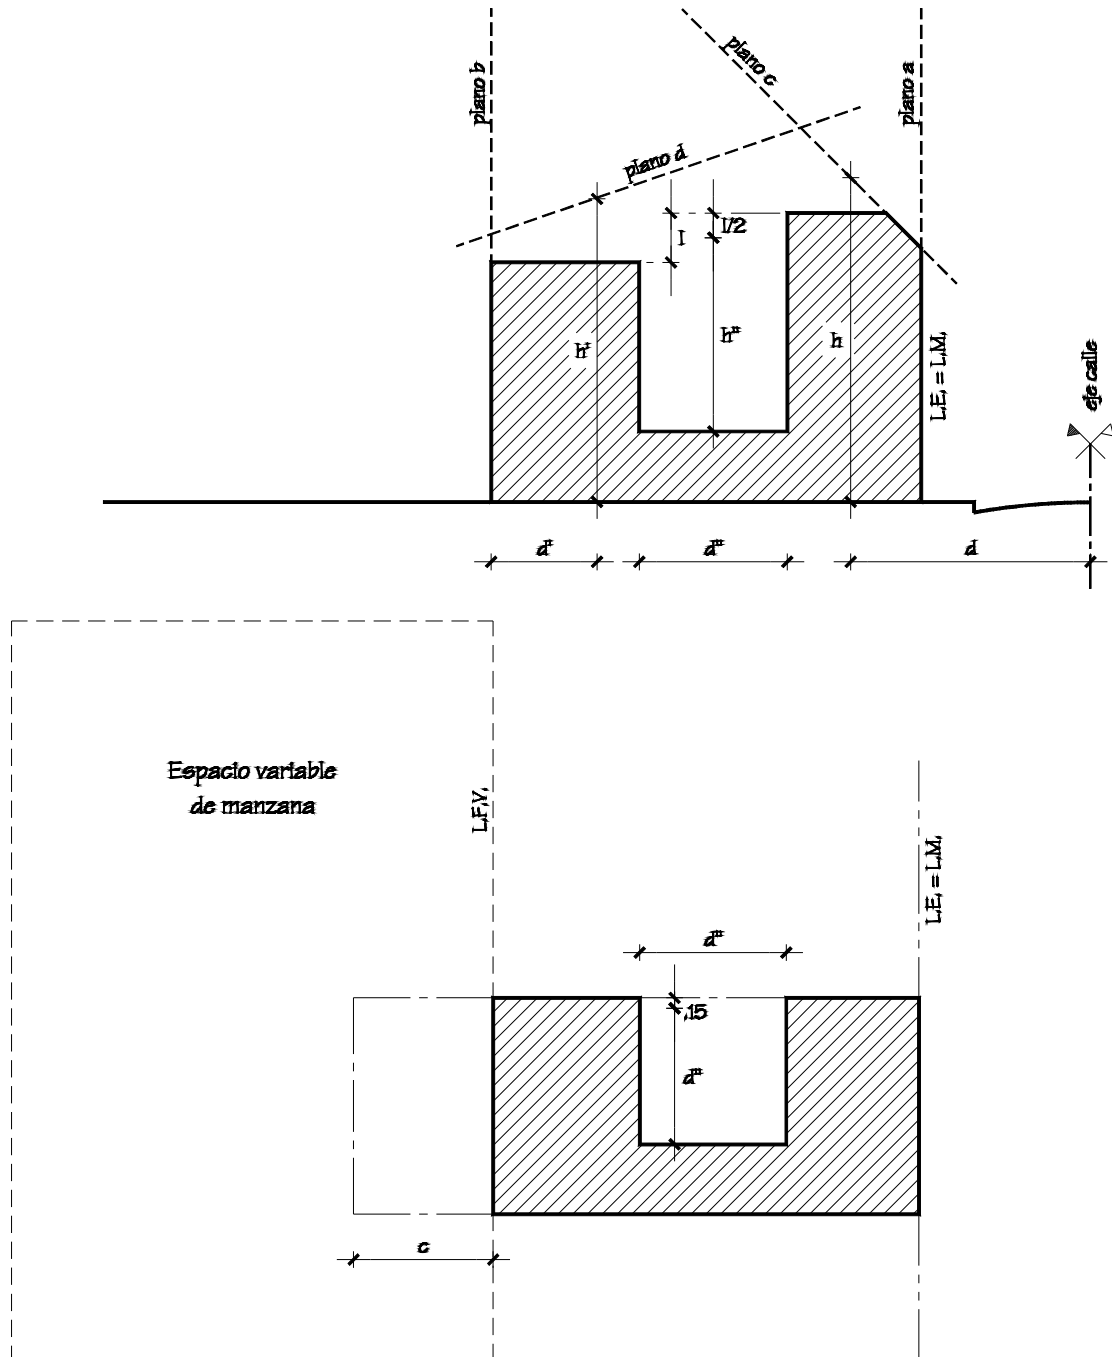 plano b
plano c
plano a
plano d
l/2
l
h'
h"
h
L.E. = L.M.
eje calle
d'
d"
d
Espacio variable
de manzana
L.F.V.
L.E. = L.M.
d"
.15
d"'
c